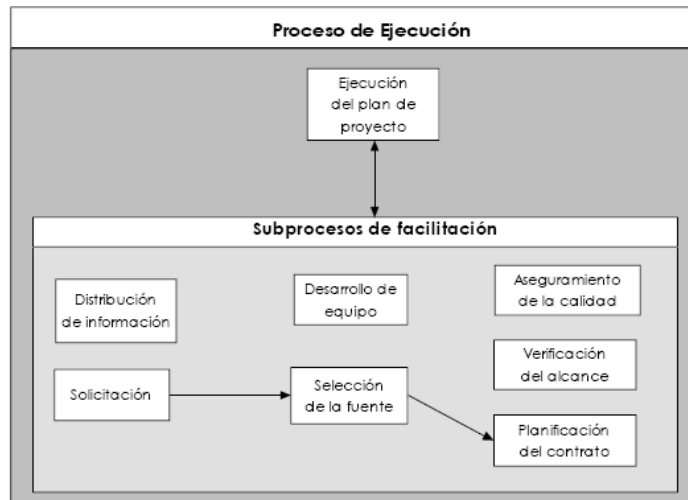 Proceso de Ejecución
Ejecución
del plan de
proyecto
Subprocesos de facilitación
Distribución
de información
Desarrollo de
equipo
Aseguramiento
de la calidad
Verificación
del alcance
Solicitación
Selección
de la fuente
Planificación
del contrato